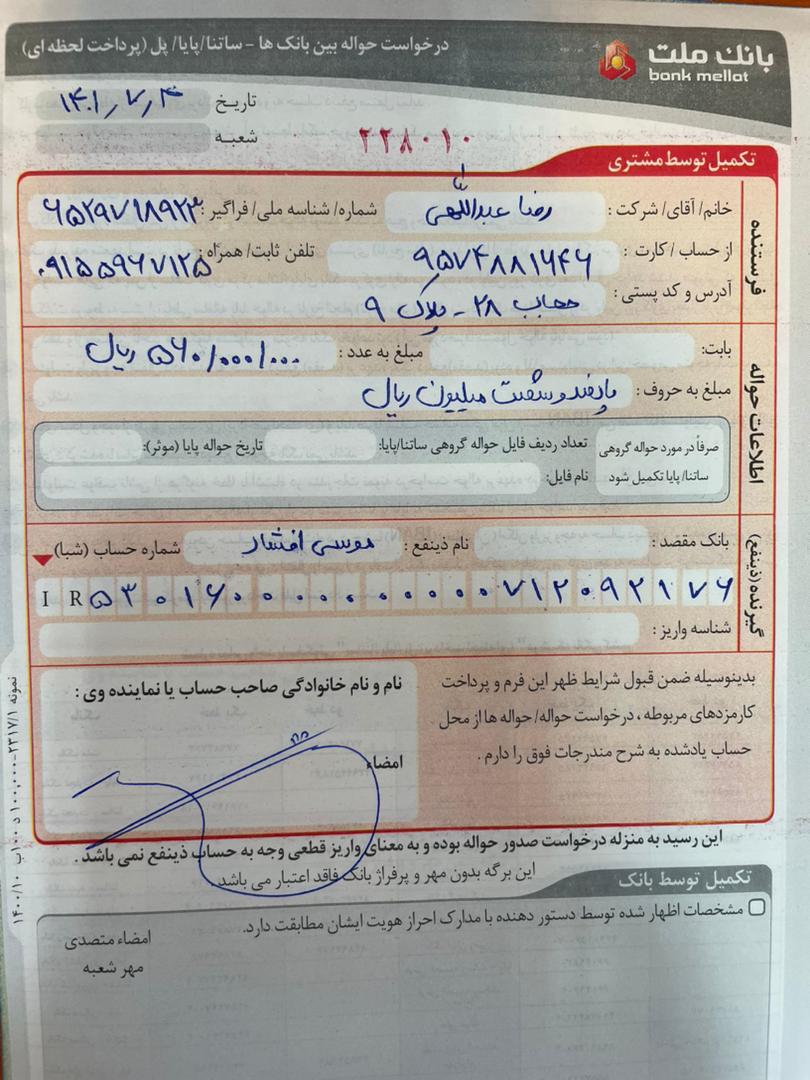 بانک ملت
bank mellat
درخواست حواله بین بانک ها - ساتنا/پایا/ پل (پرداخت لحظه ای)
تاریخ ۱۴۰۱٫۷٫۴
شعبه:
۲۲۸۰۱۰
تکمیل توسط مشتری
فرستنده
خانم/ آقای/ شرکت : رضا عبداللهی شماره/ شناسه ملی/ فراگیر : ۶۵۲۹۷۱۸۹۲۳
از حساب /کارت : ۹۵۷۴۸۸۱۶۴۶ تلفن ثابت/ همراه: ۰۹۱۵۵۹۶۷۱۲۵
آدرس و کد پستی : ۲۸ - پلاک ۹
اطلاعات حواله
بابت: مبلغ به عدد : ۵۶۰/۰۰۰/۰۰۰ ریال
مبلغ به حروف : پانصد و شصت میلیون ریال
صرفاً در مورد حواله گروهی ساتنا/پایا تکمیل شود
تعداد ردیف فایل حواله گروهی ساتنا/پایا: تاریخ حواله پایا (موثر):
نام فایل:
گیرنده (ذینفع)
بانک مقصد: نام ذینفع : موسی افشار شماره حساب (شبا)
IR ۵۳۰۱۶۰۰۰۰۰۰۰۰۰۰۷۱۲۰۹۲۱۷۶
شناسه واریز:
بدینوسیله ضمن قبول شرایط ظهر این فرم و پرداخت
کارمزدهای مربوطه ، درخواست حواله/ حواله ها از محل
حساب یادشده به شرح مندرجات فوق را دارم .
نام و نام خانوادگی صاحب حساب یا نماینده وی :
امضاء
این رسید به منزله درخواست صدور حواله بوده و به معنای واریز قطعی وجه به حساب ذینفع نمی باشد .
این برگه بدون مهر و پرفراژ بانک فاقد اعتبار می باشد .
تکمیل توسط بانک
مشخصات اظهار شده توسط دستور دهنده با مدارک احراز هویت ایشان مطابقت دارد.
امضاء متصدی
مهر شعبه
نمونه ۲۳۱۷/۱-۱۰۰,۰۰۰ د ۱۰۰ب ۱۴۰۰/۱۰